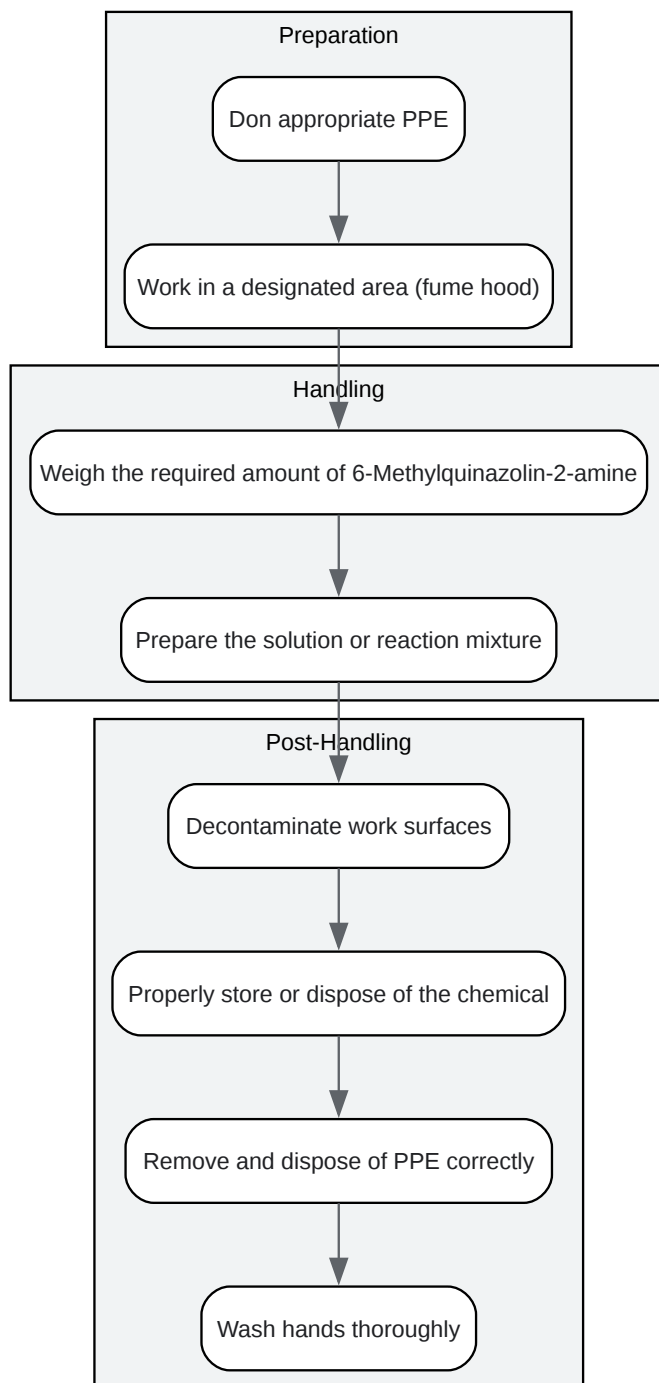 Preparation
Don appropriate PPE
Work in a designated area (fume hood)
Handling
Weigh the required amount of 6-Methylquinazolin-2-amine
Prepare the solution or reaction mixture
Post-Handling
Decontaminate work surfaces
Properly store or dispose of the chemical
Remove and dispose of PPE correctly
Wash hands thoroughly